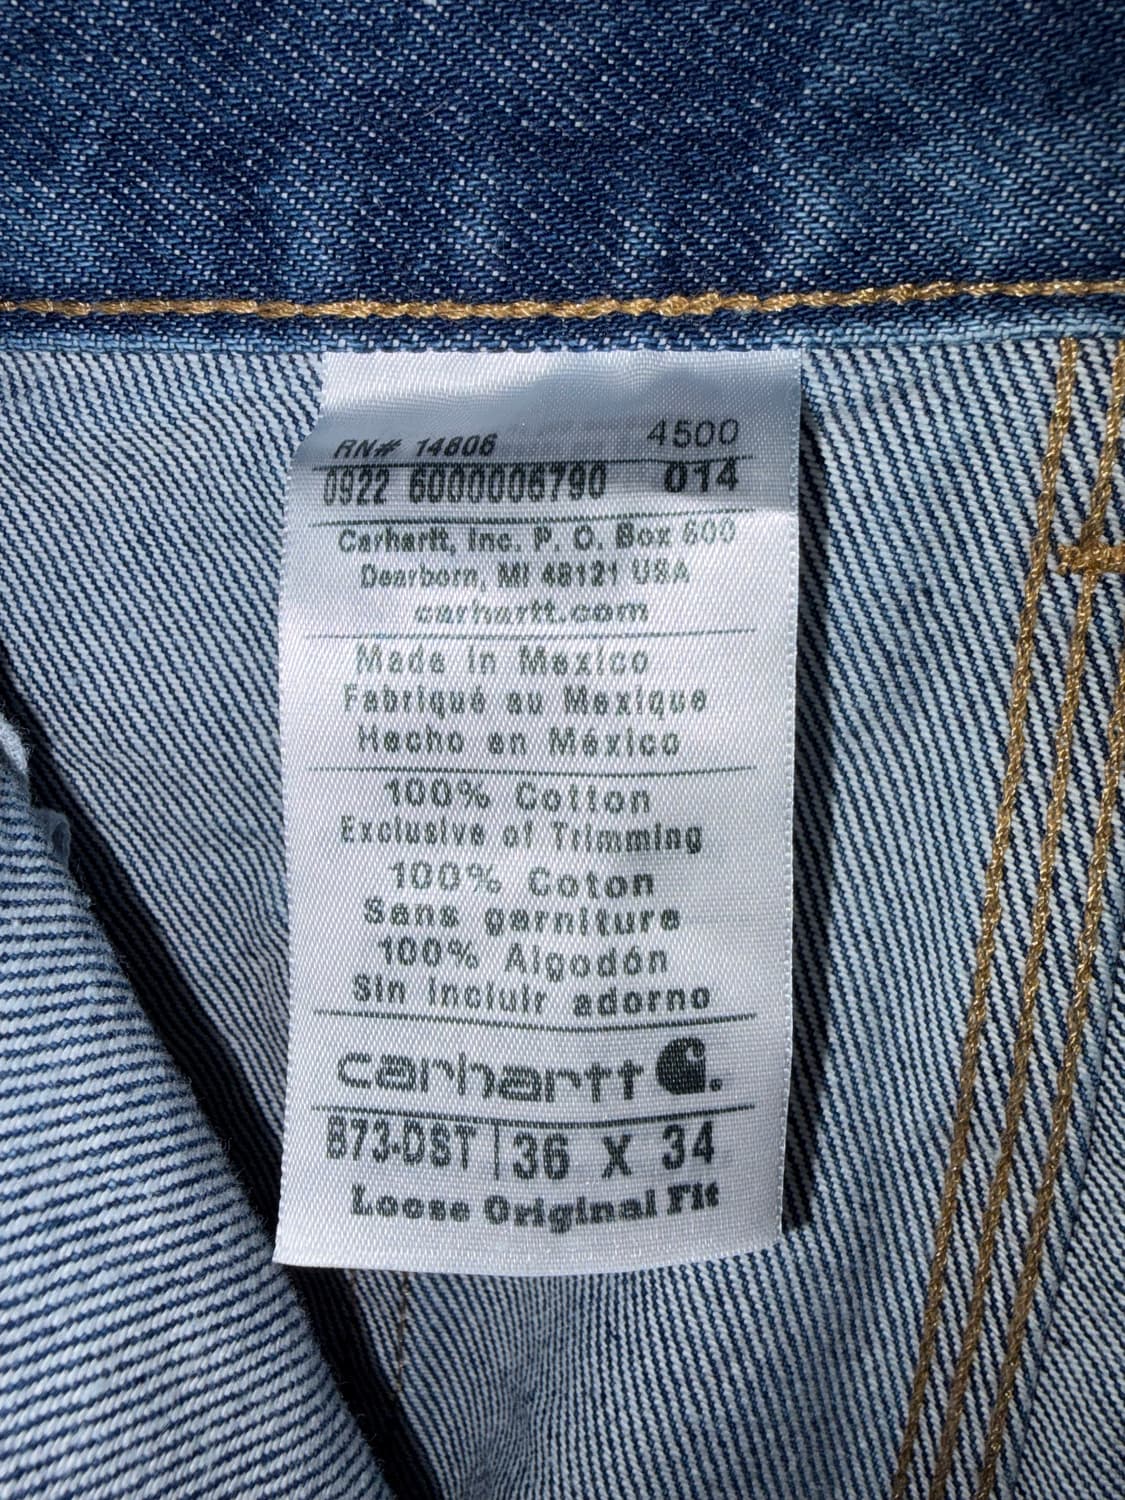 RN# 14806 4500
0922 6000006790 014
Carhartt, Inc. P. O. Box 600
Dearborn, MI 48121 USA
carhartt.com
Made in Mexico
Fabriqué au Mexique
Hecho en México
100% Cotton
Exclusive of Trimming
100% Coton
Sans garniture
100% Algodón
Sin incluir adorno
carhartt
B73-DST | 36 X 34
Loose Original Fit